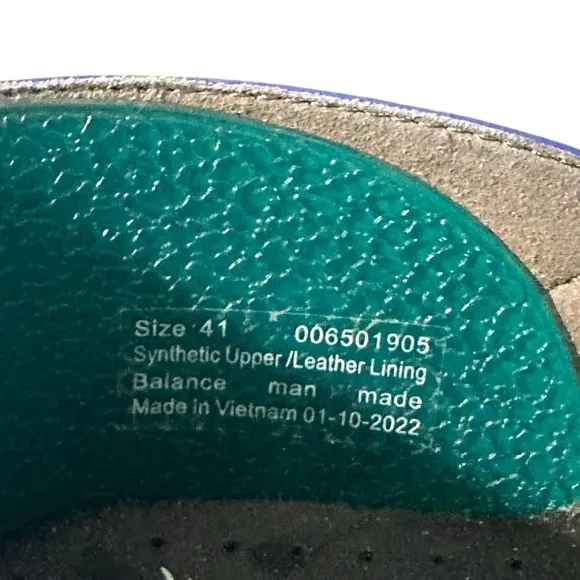 Size 41 006501905
Synthetic Upper /Leather Lining
Balance man made
Made in Vietnam 01-10-2022